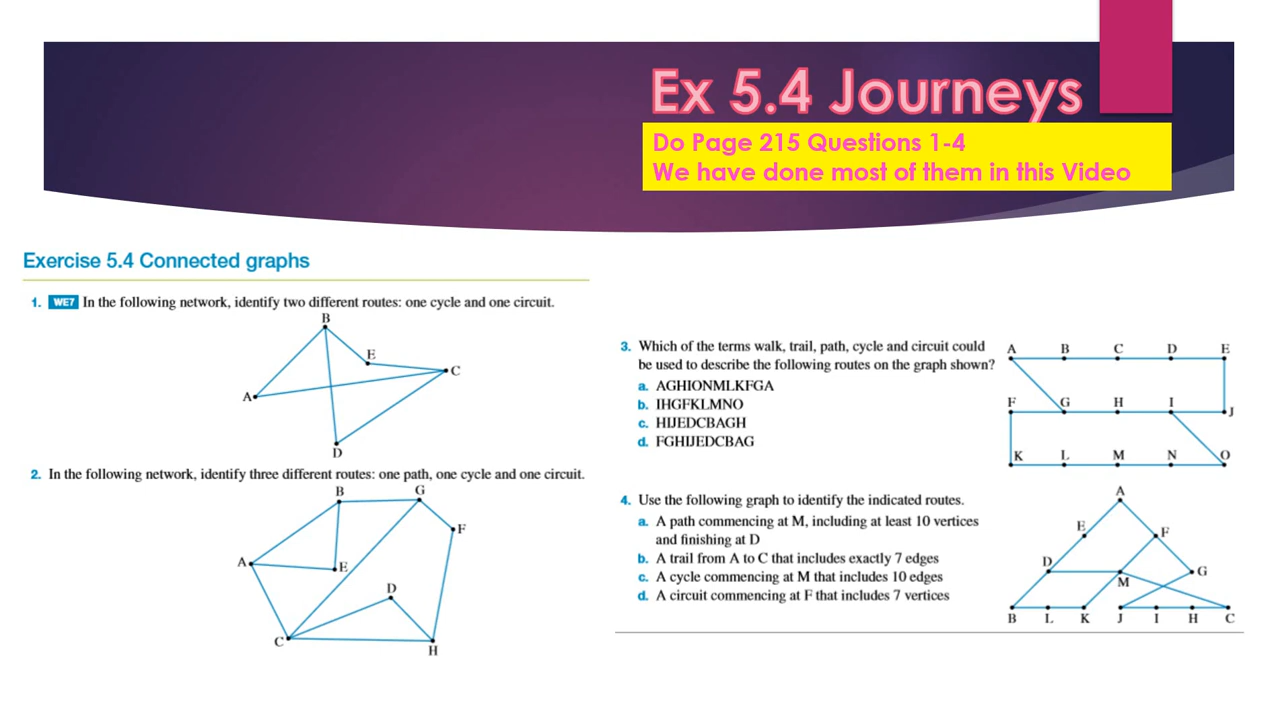 Ex 5.4 Journeys
Do Page 215 Questions 1-4
We have done most of them in this Video
Exercise 5.4 Connected graphs
1. WE7 In the following network, identify two different routes: one cycle and one circuit.
B
E
C
A
D
2. In the following network, identify three different routes: one path, one cycle and one circuit.
B G
F
A
E
D
C
H
3. Which of the terms walk, trail, path, cycle and circuit could
be used to describe the following routes on the graph shown?
a. AGHIONMLKFGA
b. IHGFKLMNO
c. HIJEDCBAGH
d. FGHIJEDCBAG
A B C D E
F G H I J
K L M N O
4. Use the following graph to identify the indicated routes.
a. A path commencing at M, including at least 10 vertices
and finishing at D
b. A trail from A to C that includes exactly 7 edges
c. A cycle commencing at M that includes 10 edges
d. A circuit commencing at F that includes 7 vertices
A
E
F
D
G
M
B L K J I H C